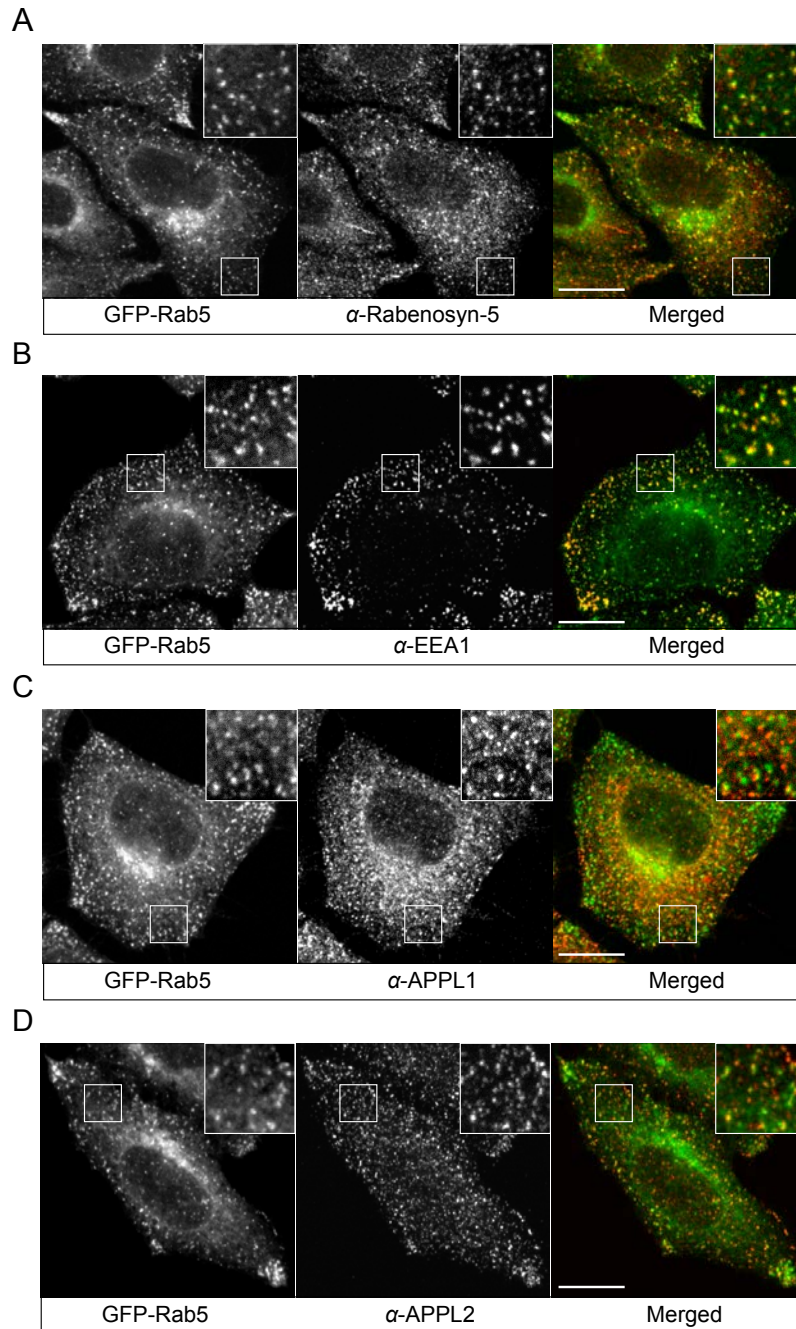 A
GFP-Rab5 α-Rabenosyn-5 Merged
B
GFP-Rab5 α-EEA1 Merged
C
GFP-Rab5 α-APPL1 Merged
D
GFP-Rab5 α-APPL2 Merged